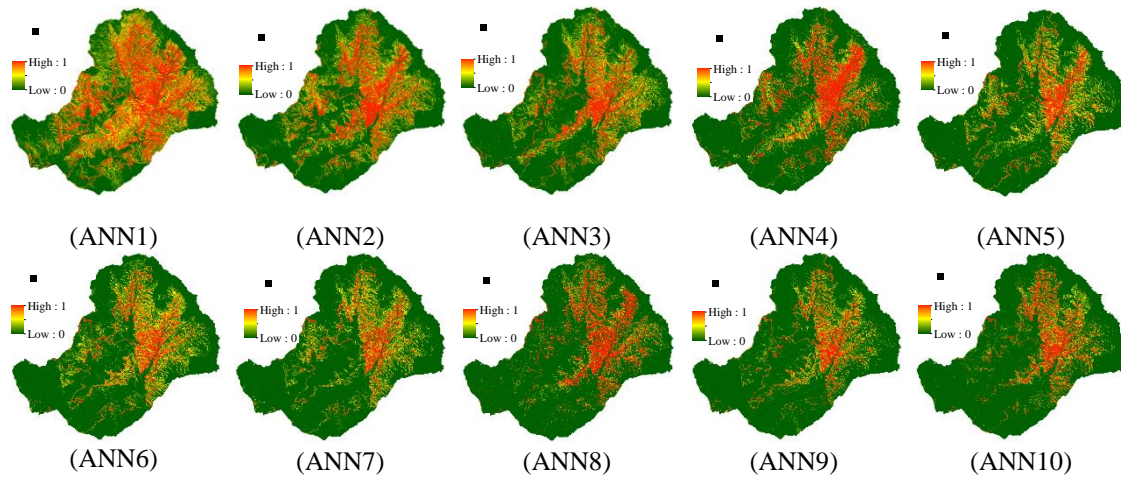 High : 1
Low : 0
High : 1
Low : 0
High : 1
Low : 0
High : 1
Low : 0
High : 1
Low : 0
(ANN1)
(ANN2)
(ANN3)
(ANN4)
(ANN5)
High : 1
Low : 0
High : 1
Low : 0
High : 1
Low : 0
High : 1
Low : 0
High : 1
Low : 0
(ANN6)
(ANN7)
(ANN8)
(ANN9)
(ANN10)